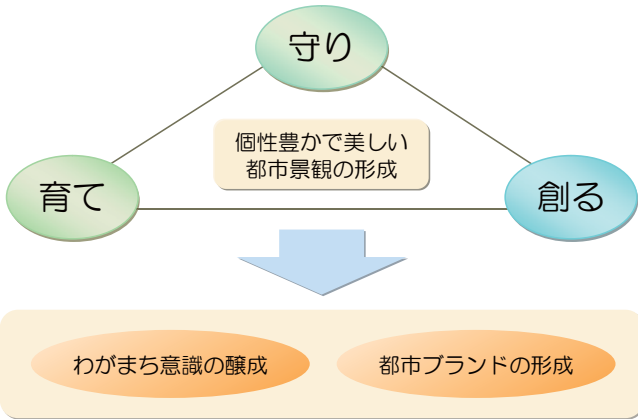 守り
個性豊かで美しい
都市景観の形成
育て
創る
わがまち意識の醸成
都市ブランドの形成